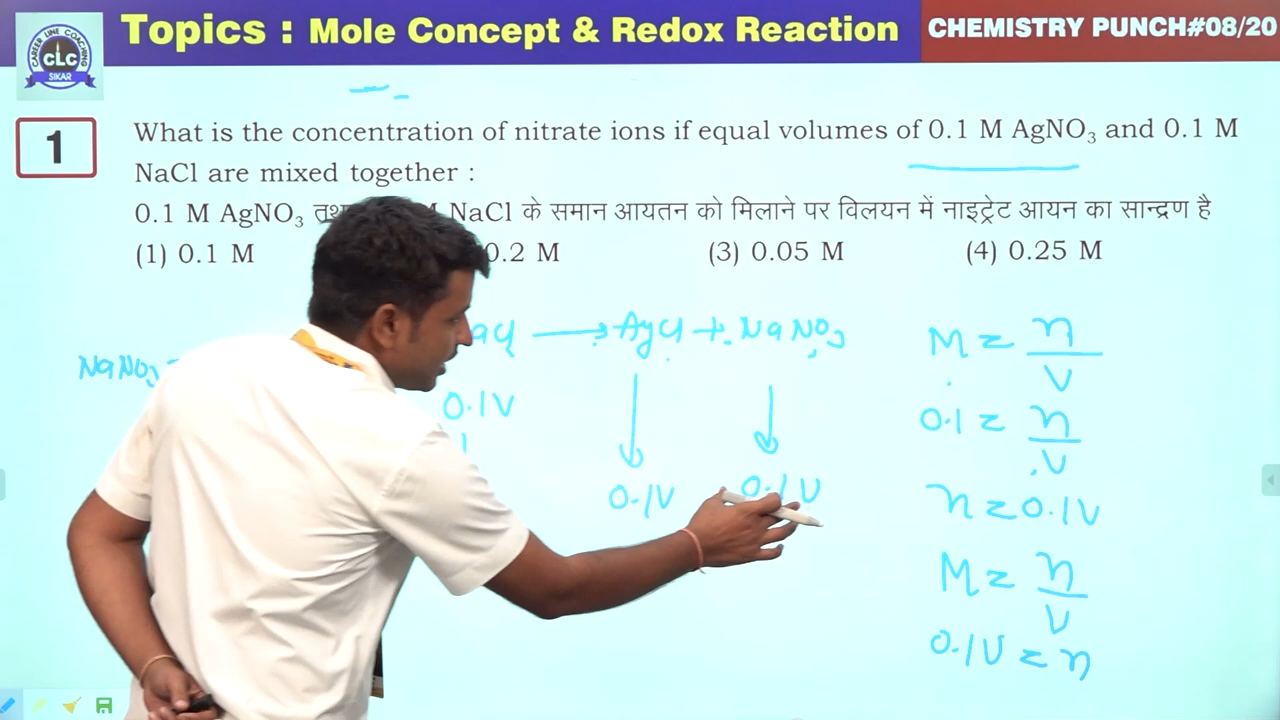 Topics : Mole Concept & Redox Reaction
CHEMISTRY PUNCH#08/20
CAREER LINE COACHING
CLC
SIKAR
1
What is the concentration of nitrate ions if equal volumes of 0.1 M AgNO₃ and 0.1 M
NaCl are mixed together :
0.1 M AgNO₃ M NaCl के समान आयतन को मिलाने पर विलयन में नाइट्रेट आयन का सान्द्रण है
(1) 0.1 M 0.2 M (3) 0.05 M (4) 0.25 M
aCl → AgCl + NaNO₃
NaNO₃
0.1V
0.1V 0.1V
M = n/V
0.1 = n/V
n = 0.1V
M = n/V
0.1V = n